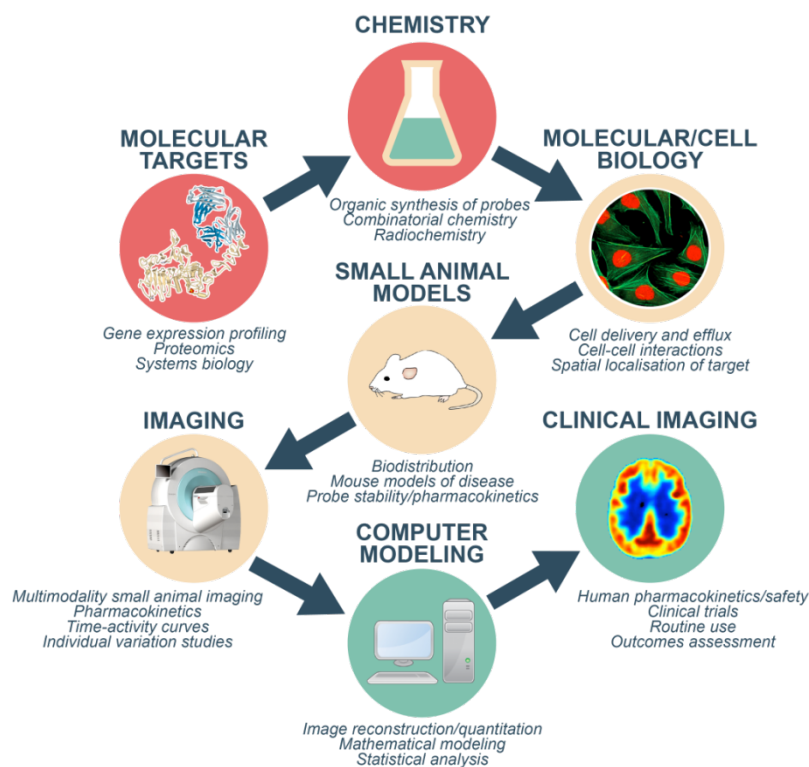 CHEMISTRY
Organic synthesis of probes
Combinatorial chemistry
Radiochemistry
MOLECULAR
TARGETS
Gene expression profiling
Proteomics
Systems biology
MOLECULAR/CELL
BIOLOGY
Cell delivery and efflux
Cell-cell interactions
Spatial localisation of target
SMALL ANIMAL
MODELS
Biodistribution
Mouse models of disease
Probe stability/pharmacokinetics
IMAGING
Multimodality small animal imaging
Pharmacokinetics
Time-activity curves
Individual variation studies
COMPUTER
MODELING
Image reconstruction/quantitation
Mathematical modeling
Statistical analysis
CLINICAL IMAGING
Human pharmacokinetics/safety
Clinical trials
Routine use
Outcomes assessment